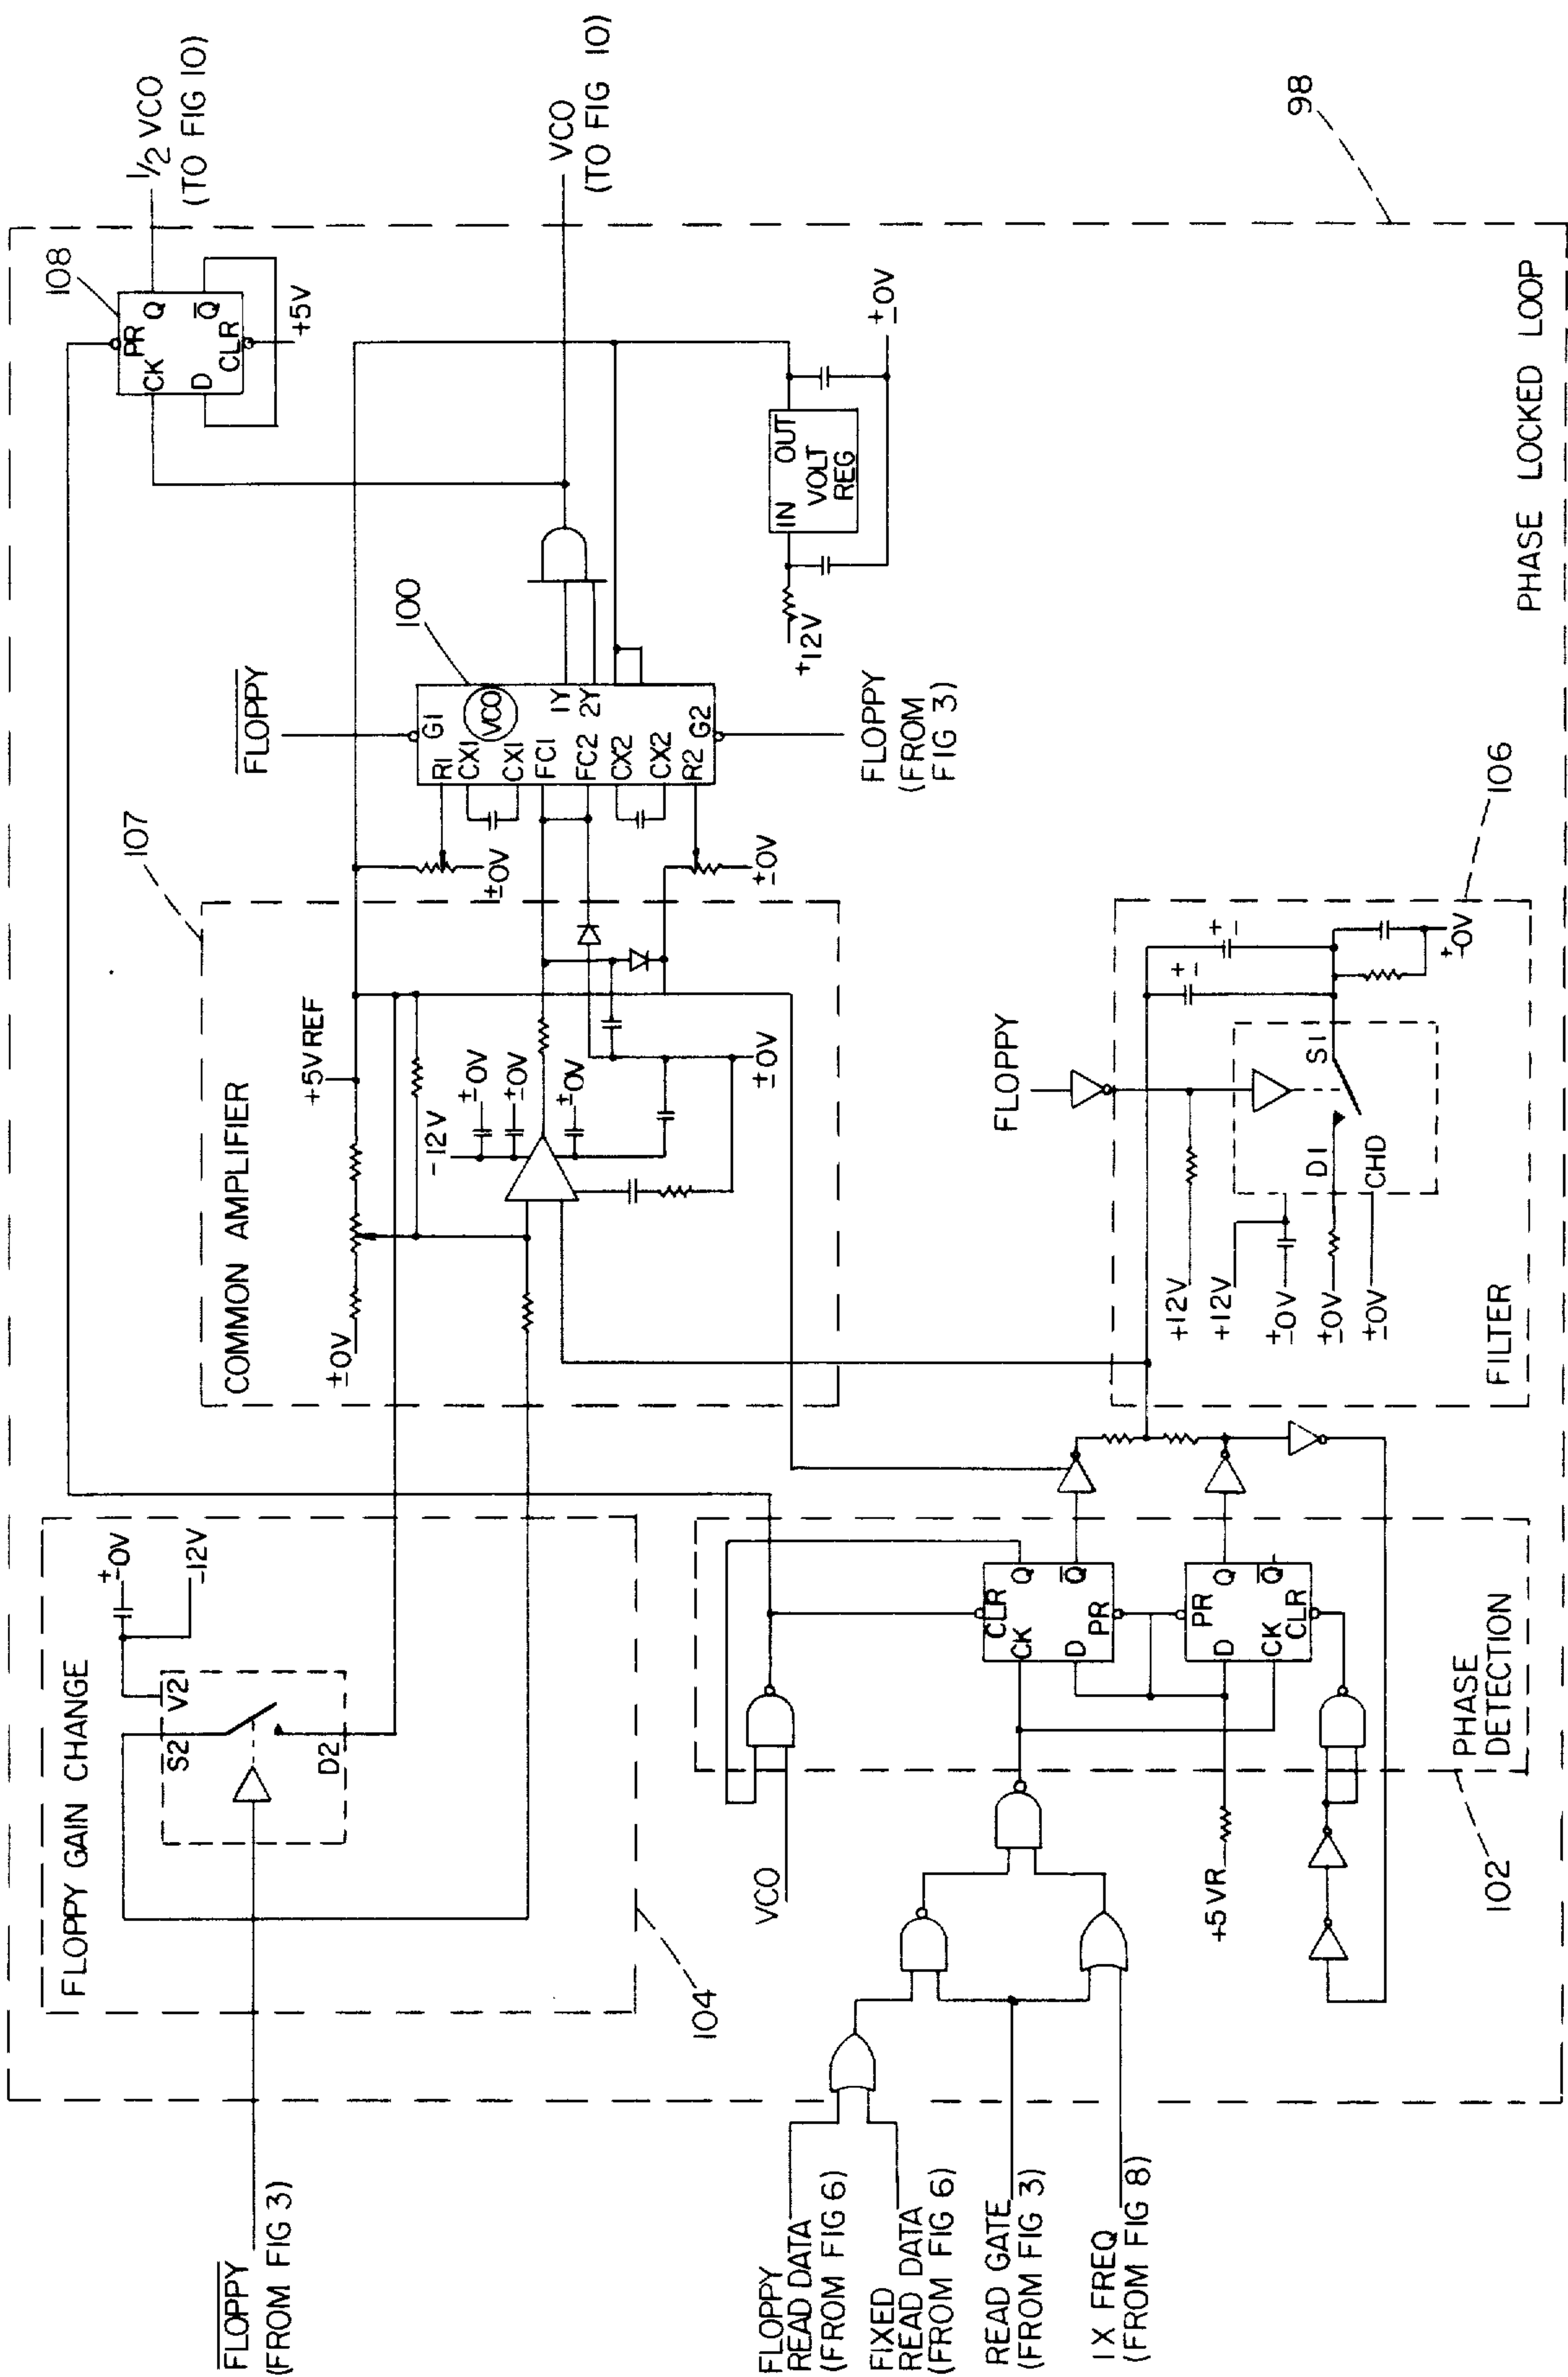 1/2 VCO
(TO FIG 10)
VCO
(TO FIG 10)
108
PR
CK
Q
D
Q
CLR
+5V
98
PHASE LOCKED LOOP
IN
OUT
VOLT
REG
+12V
±0V
100
FLOPPY
G1
VCO
R1
CX1
CX1
FC1
FC2
CX2
CX2
R2
G2
1Y
2Y
FLOPPY
(FROM
FIG 3)
±0V
±0V
107
COMMON AMPLIFIER
+5V REF
±0V
-12V
±0V
±0V
±0V
±0V
106
FILTER
FLOPPY
S1
D1
CHD
+12V
+12V
±0V
±0V
±0V
±0V
+
-
+
-
FLOPPY GAIN CHANGE
±0V
-12V
S2
V2
D2
104
PHASE
DETECTION
102
CLR
CK
Q
Q
D
PR
PR
D
Q
Q
CK
CLR
VCO
+5VR
FLOPPY
(FROM FIG 3)
FLOPPY
READ DATA
(FROM FIG 6)
FIXED
READ DATA
(FROM FIG 6)
READ GATE
(FROM FIG 3)
1X FREQ
(FROM FIG 8)